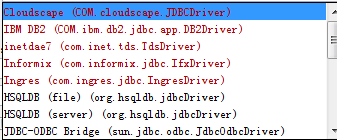 Cloudscape (COM.cloudscape.JDBCDriver)
IBM DB2 (COM.ibm.db2.jdbc.app.DB2Driver)
inetdae7 (com.inet.tds.TdsDriver)
Informix (com.informix.jdbc.IfxDriver)
Ingres (com.ingres.jdbc.IngresDriver)
HSQLDB (file) (org.hsqldb.jdbcDriver)
HSQLDB (server) (org.hsqldb.jdbcDriver)
JDBC-ODBC Bridge (sun.jdbc.odbc.JdbcOdbcDriver)